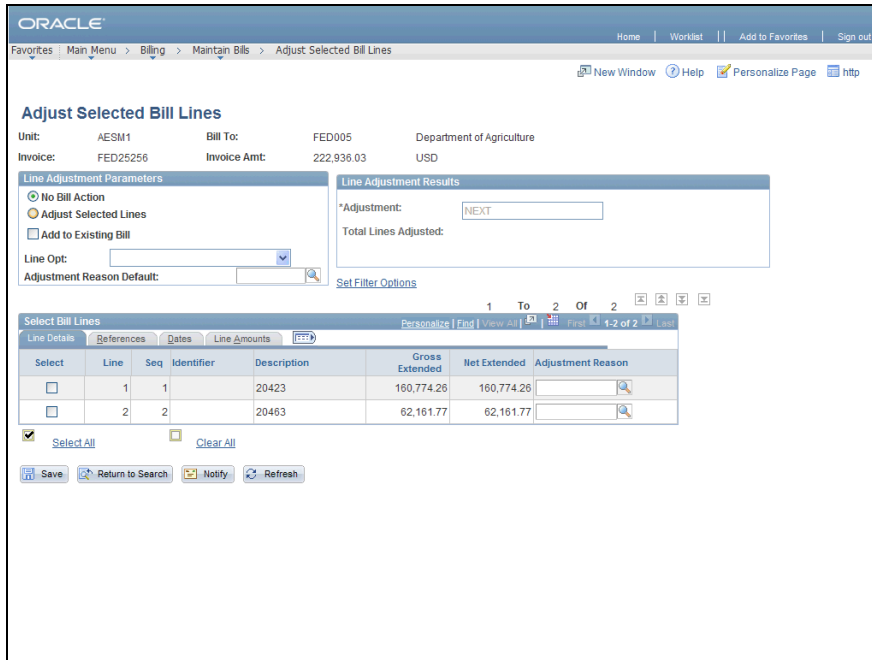 ORACLE
Home | Worklist || Add to Favorites | Sign out
Favorites | Main Menu > Billing > Maintain Bills > Adjust Selected Bill Lines
New Window Help Personalize Page http
Adjust Selected Bill Lines
Unit: AESM1 Bill To: FED005 Department of Agriculture
Invoice: FED25256 Invoice Amt: 222,936.03 USD
Line Adjustment Parameters
No Bill Action
Adjust Selected Lines
Add to Existing Bill
Line Opt:
Adjustment Reason Default:
Line Adjustment Results
*Adjustment: NEXT
Total Lines Adjusted:
Set Filter Options
1 To 2 Of 2
Select Bill Lines Personalize | Find | View All | | First 1-2 of 2 Last
Line Details References Dates Line Amounts
Select Line Seq Identifier Description Gross Extended Net Extended Adjustment Reason
1 1 20423 160,774.26 160,774.26
2 2 20463 62,161.77 62,161.77
Select All Clear All
Save Return to Search Notify Refresh